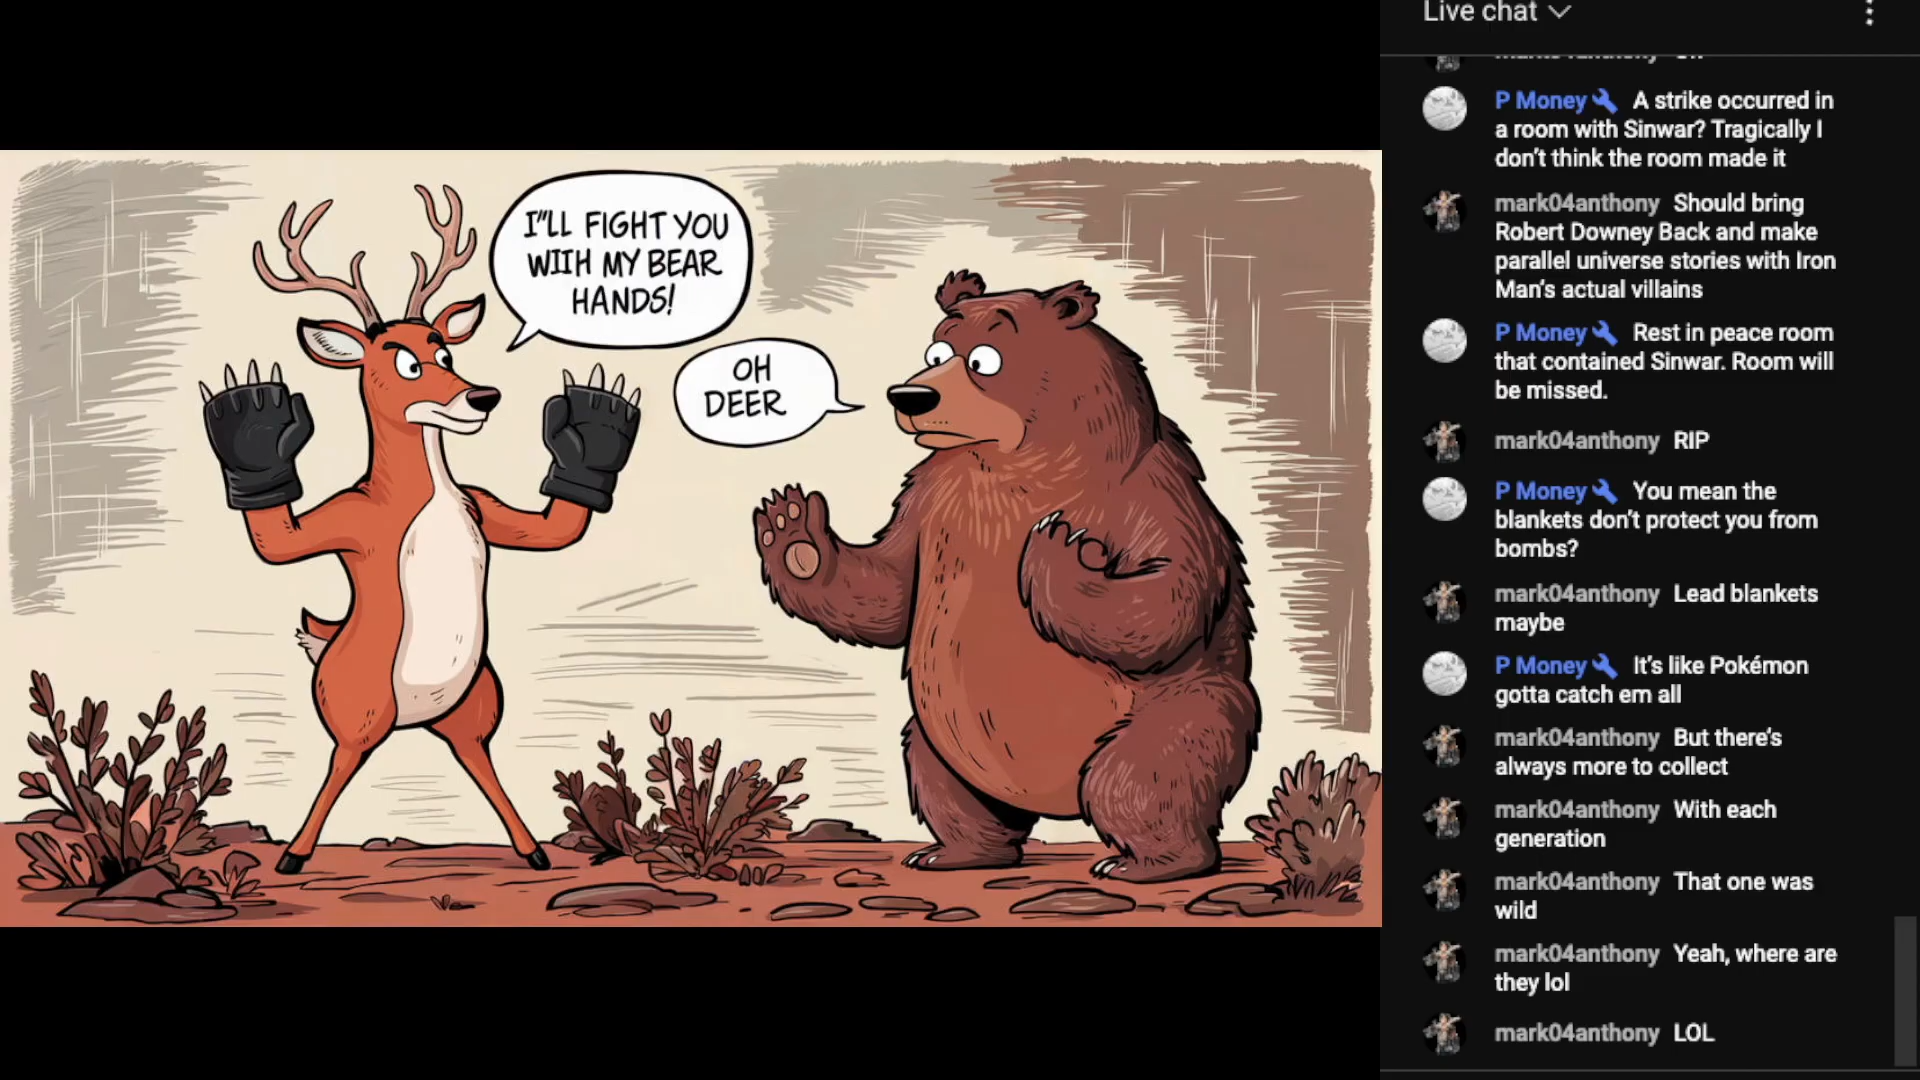 I"LL FIGHT YOU
WIIH MY BEAR
HANDS!
OH
DEER
Live chat
P Money A strike occurred in
a room with Sinwar? Tragically I
don't think the room made it
mark04anthony Should bring
Robert Downey Back and make
parallel universe stories with Iron
Man's actual villains
P Money Rest in peace room
that contained Sinwar. Room will
be missed.
mark04anthony RIP
P Money You mean the
blankets don't protect you from
bombs?
mark04anthony Lead blankets
maybe
P Money It's like Pokémon
gotta catch em all
mark04anthony But there's
always more to collect
mark04anthony With each
generation
mark04anthony That one was
wild
mark04anthony Yeah, where are
they lol
mark04anthony LOL